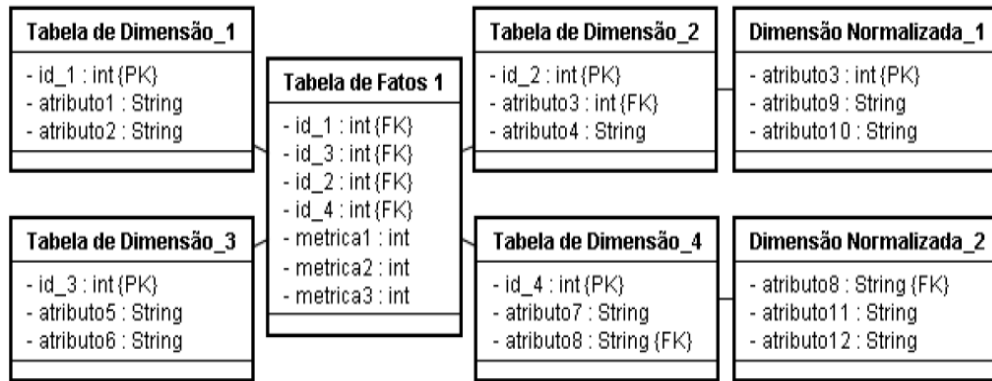 Tabela de Dimensão_1
- id_1 : int {PK}
- atributo1 : String
- atributo2 : String
Tabela de Fatos 1
- id_1 : int {FK}
- id_3 : int {FK}
- id_2 : int {FK}
- id_4 : int {FK}
- metrica1 : int
- metrica2 : int
- metrica3 : int
Tabela de Dimensão_2
- id_2 : int {PK}
- atributo3 : int {FK}
- atributo4 : String
Dimensão Normalizada_1
- atributo3 : int {PK}
- atributo9 : String
- atributo10 : String
Tabela de Dimensão_3
- id_3 : int {PK}
- atributo5 : String
- atributo6 : String
Tabela de Dimensão_4
- id_4 : int {PK}
- atributo7 : String
- atributo8 : String {FK}
Dimensão Normalizada_2
- atributo8 : String {FK}
- atributo11 : String
- atributo12 : String